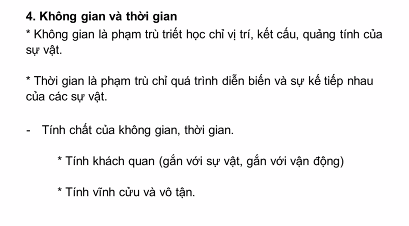 4. Không gian và thời gian
* Không gian là phạm trù triết học chỉ vị trí, kết cấu, quảng tính của
sự vật.
* Thời gian là phạm trù chỉ quá trình diễn biến và sự kế tiếp nhau
của các sự vật.
- Tính chất của không gian, thời gian.
* Tính khách quan (gắn với sự vật, gắn với vận động)
* Tính vĩnh cửu và vô tận.